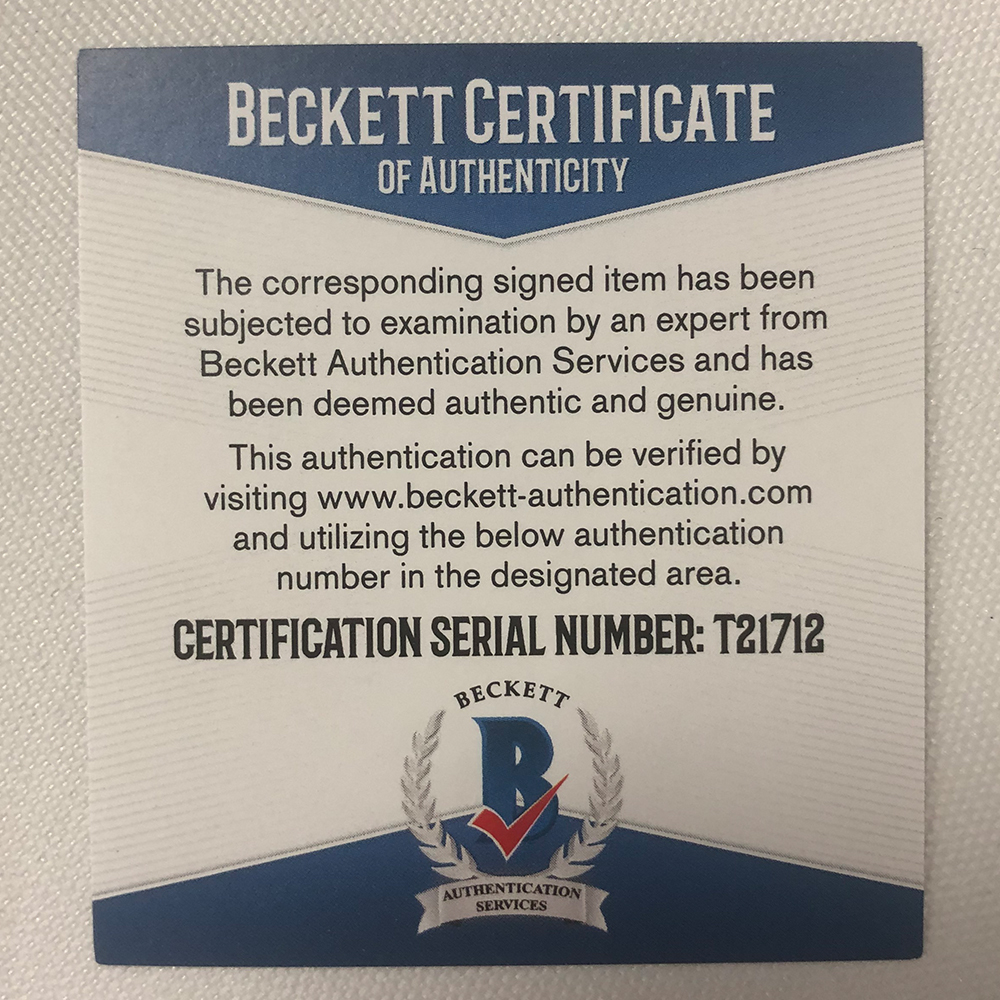 BECKETT CERTIFICATE
OF AUTHENTICITY
The corresponding signed item has been
subjected to examination by an expert from
Beckett Authentication Services and has
been deemed authentic and genuine.
This authentication can be verified by
visiting www.beckett-authentication.com
and utilizing the below authentication
number in the designated area.
CERTIFICATION SERIAL NUMBER: T21712
BECKETT
B
AUTHENTICATION
SERVICES